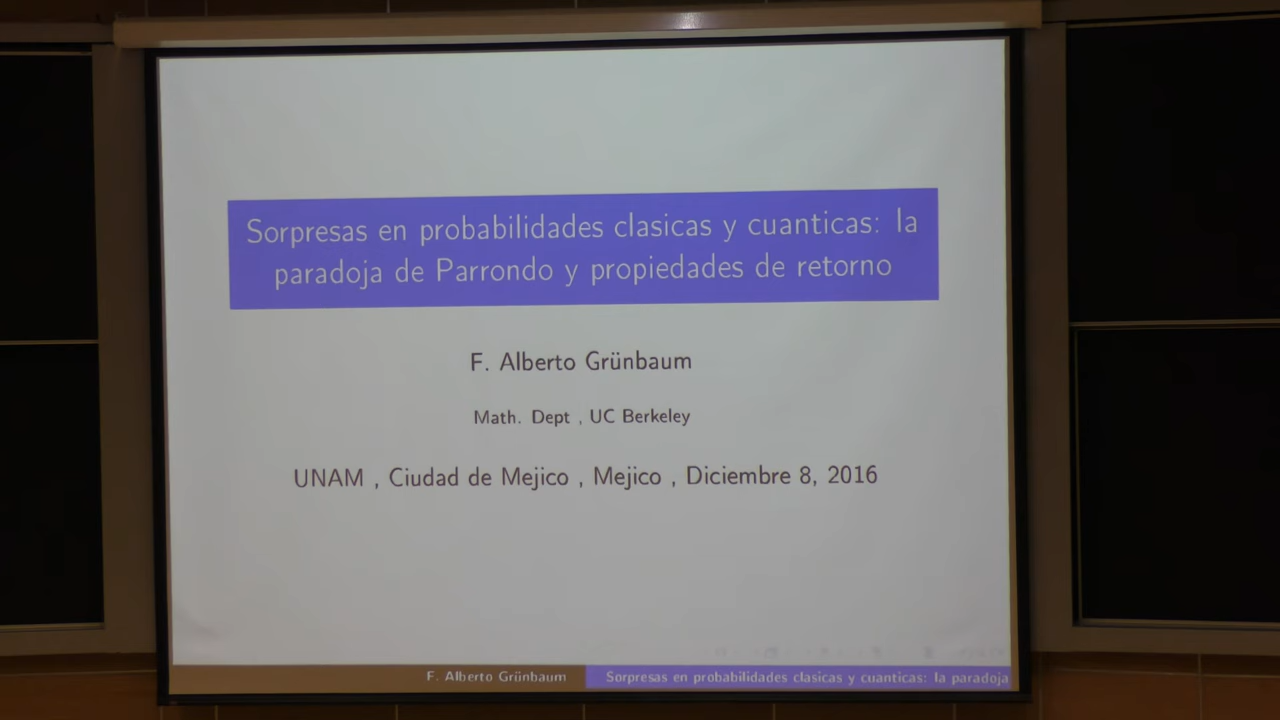 Sorpresas en probabilidades clasicas y cuanticas: la
paradoja de Parrondo y propiedades de retorno
F. Alberto Grünbaum
Math. Dept , UC Berkeley
UNAM , Ciudad de Mejico , Mejico , Diciembre 8, 2016
F. Alberto Grünbaum
Sorpresas en probabilidades clasicas y cuanticas: la paradoja